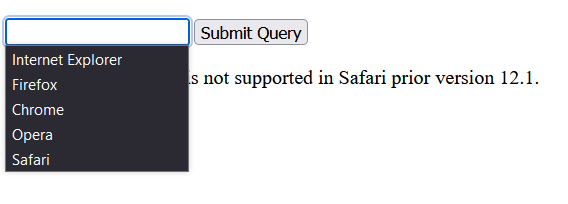 Submit Query
Internet Explorer
Firefox
s not supported in Safari prior version 12.1.
Chrome
Opera
Safari